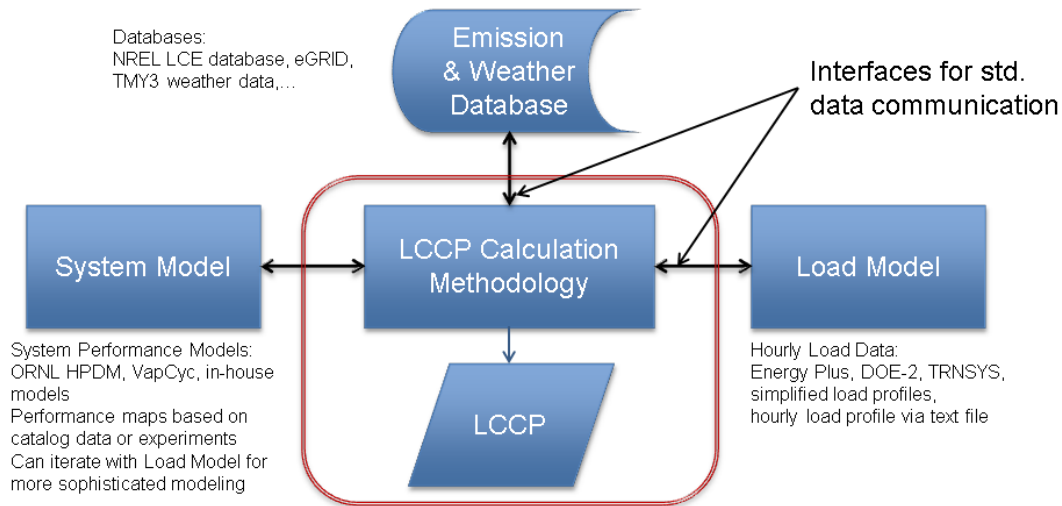 Databases:
NREL LCE database, eGRID,
TMY3 weather data,...
Emission
& Weather
Database
Interfaces for std.
data communication
System Model
LCCP Calculation
Methodology
Load Model
System Performance Models:
ORNL HPDM, VapCyc, in-house
models
Performance maps based on
catalog data or experiments
Can iterate with Load Model for
more sophisticated modeling
LCCP
Hourly Load Data:
Energy Plus, DOE-2, TRNSYS,
simplified load profiles,
hourly load profile via text file